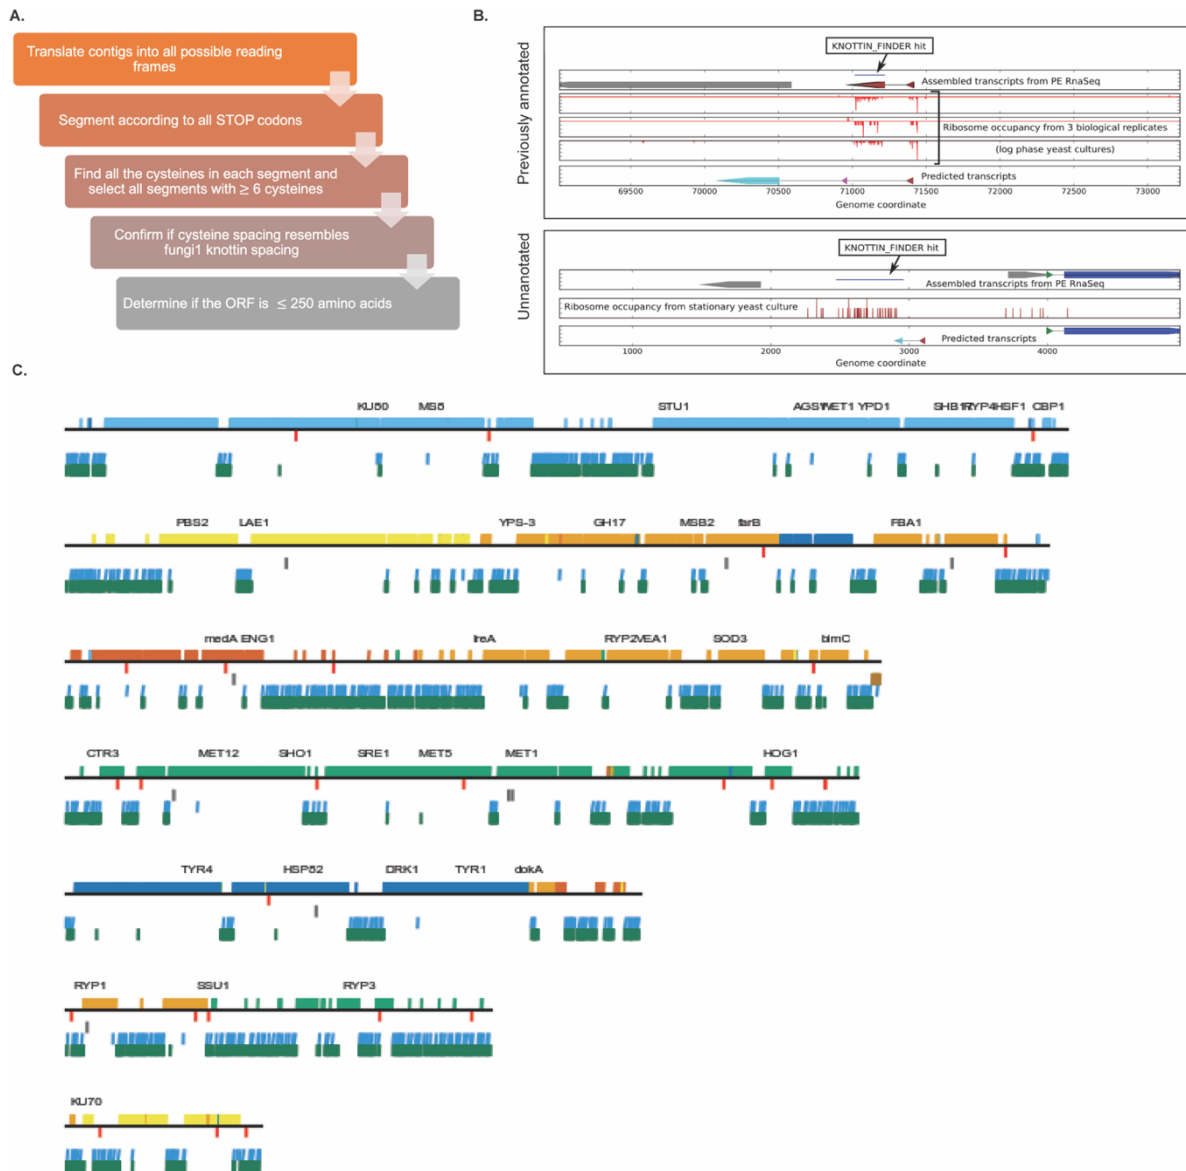 A.
Translate contigs into all possible reading
frames
Segment according to all STOP codons
Find all the cysteines in each segment and
select all segments with ≥ 6 cysteines
Confirm if cysteine spacing resembles
fungi1 knottin spacing
Determine if the ORF is ≤ 250 amino acids
B.
Previously annotated
KNOTTIN_FINDER hit
Assembled transcripts from PE RnaSeq
Ribosome occupancy from 3 biological replicates
(log phase yeast cultures)
Predicted transcripts
69500 70000 70500 71000 71500 72000 72500 73000
Genome coordinate
Unnanotated
KNOTTIN_FINDER hit
Assembled transcripts from PE RnaSeq
Ribosome occupancy from stationary yeast culture
Predicted transcripts
1000 2000 3000 4000
Genome coordinate
C.
KU80 MS8 STU1 YPD1 HSF1 CBP1
PBS2 LAE1 YPS-3 GH17 MSB2 FBA1
medA ENG1 lreA RYP2 VEA1 SOD3 bimC
CTR3 MET12 SHO1 SRE1 MET5 MET1 HOG1
TYR4 HSP82 DRK1 TYR1 dokA
RYP1 SSU1 RYP3
KU70